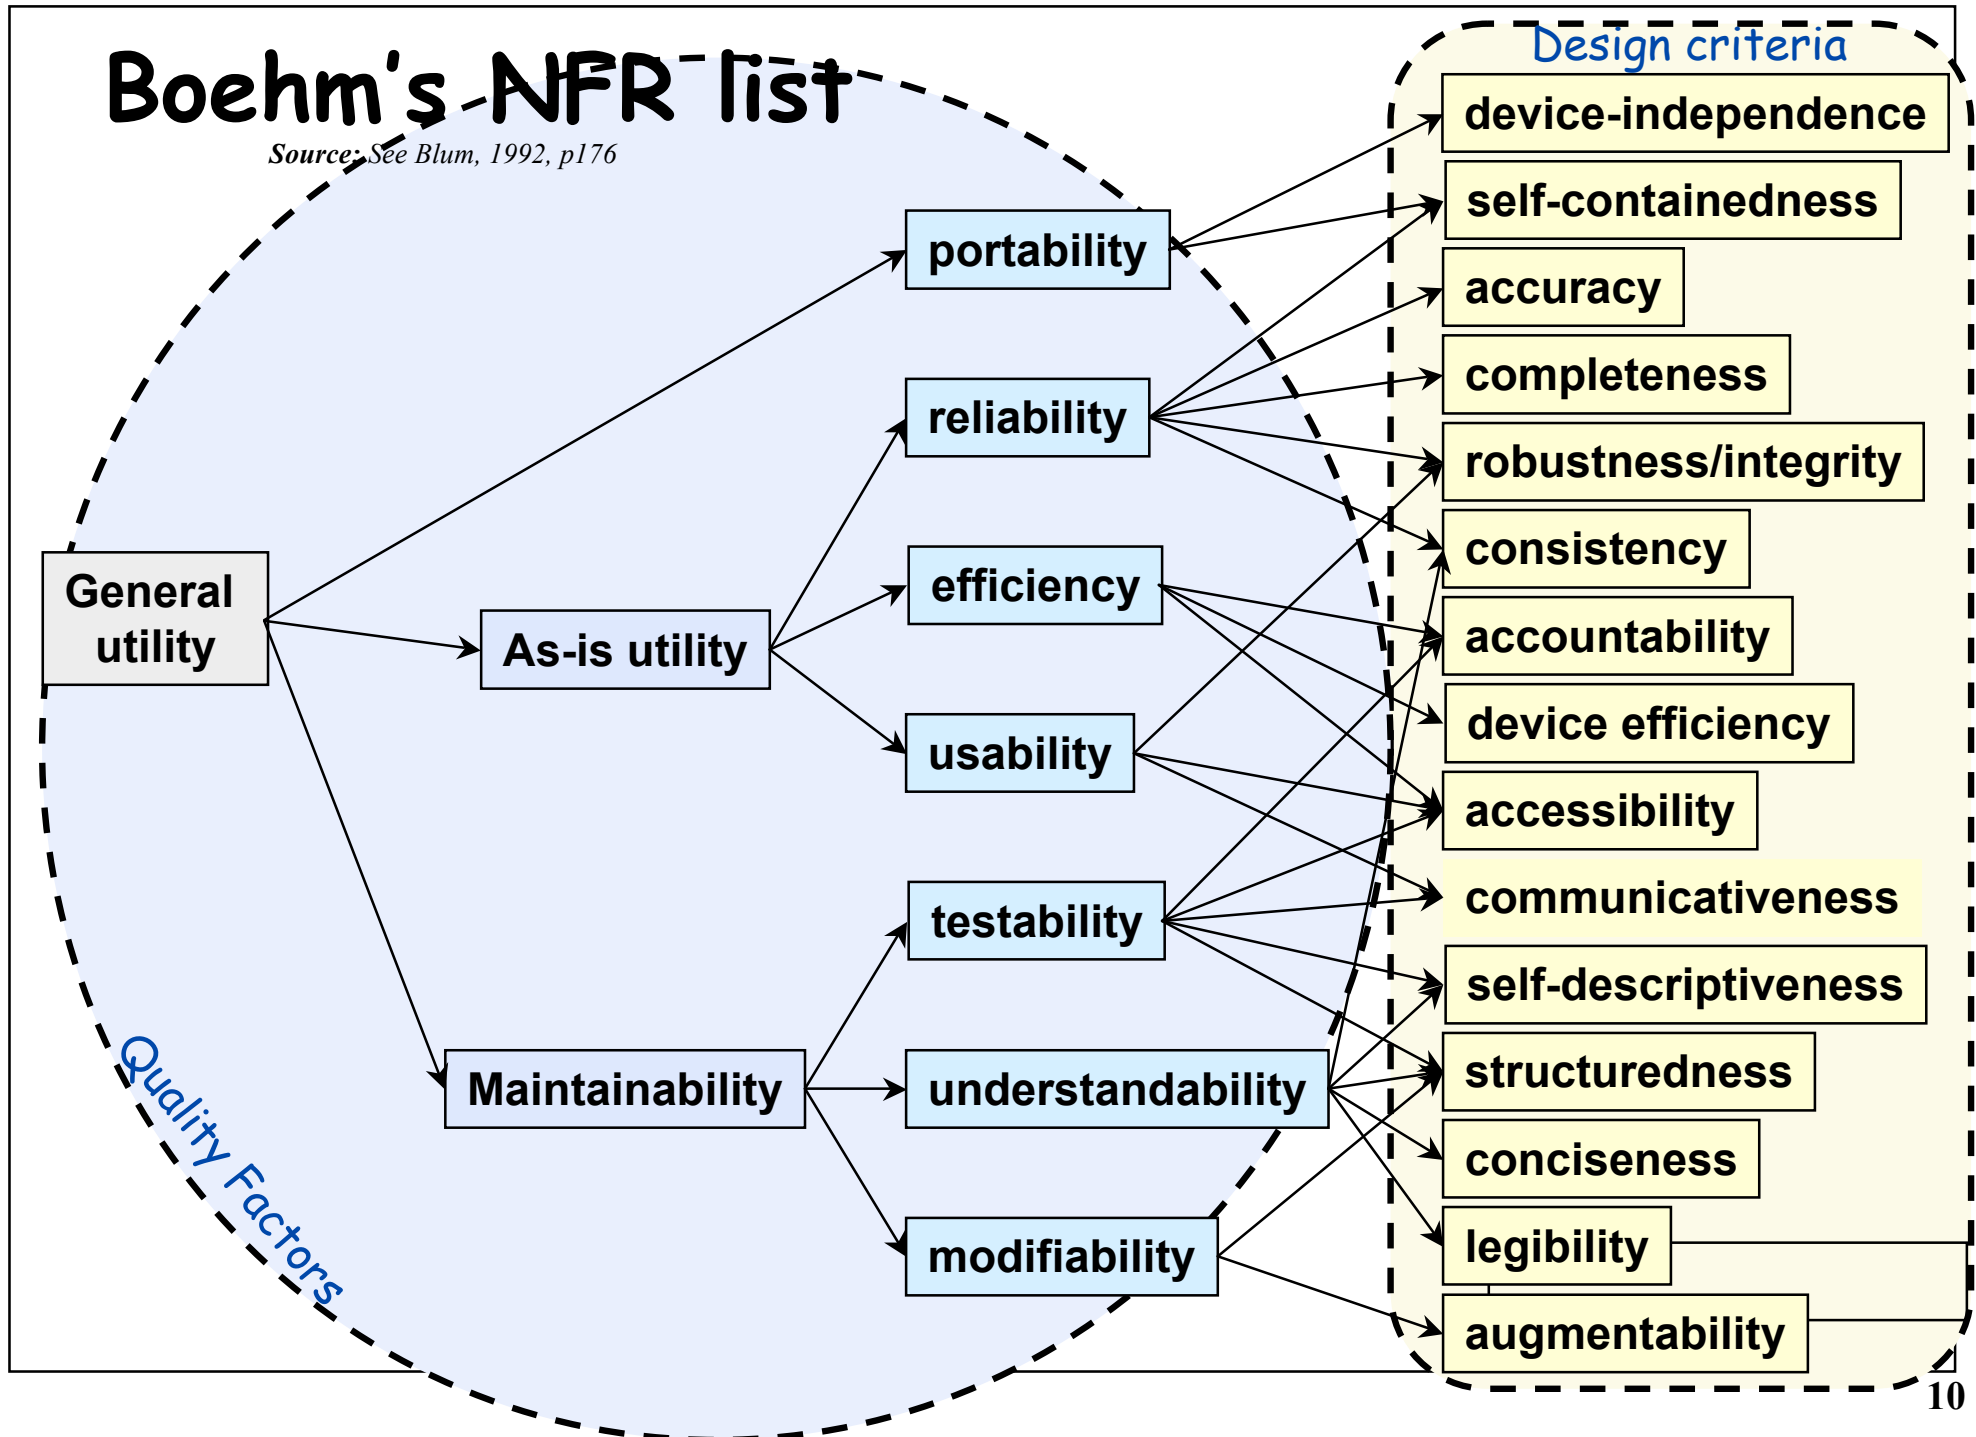 Boehm's NFR list
Source: See Blum, 1992, p176
General
utility
As-is utility
Maintainability
portability
reliability
efficiency
usability
testability
understandability
modifiability
Quality Factors
Design criteria
device-independence
self-containedness
accuracy
completeness
robustness/integrity
consistency
accountability
device efficiency
accessibility
communicativeness
self-descriptiveness
structuredness
conciseness
legibility
augmentability
10